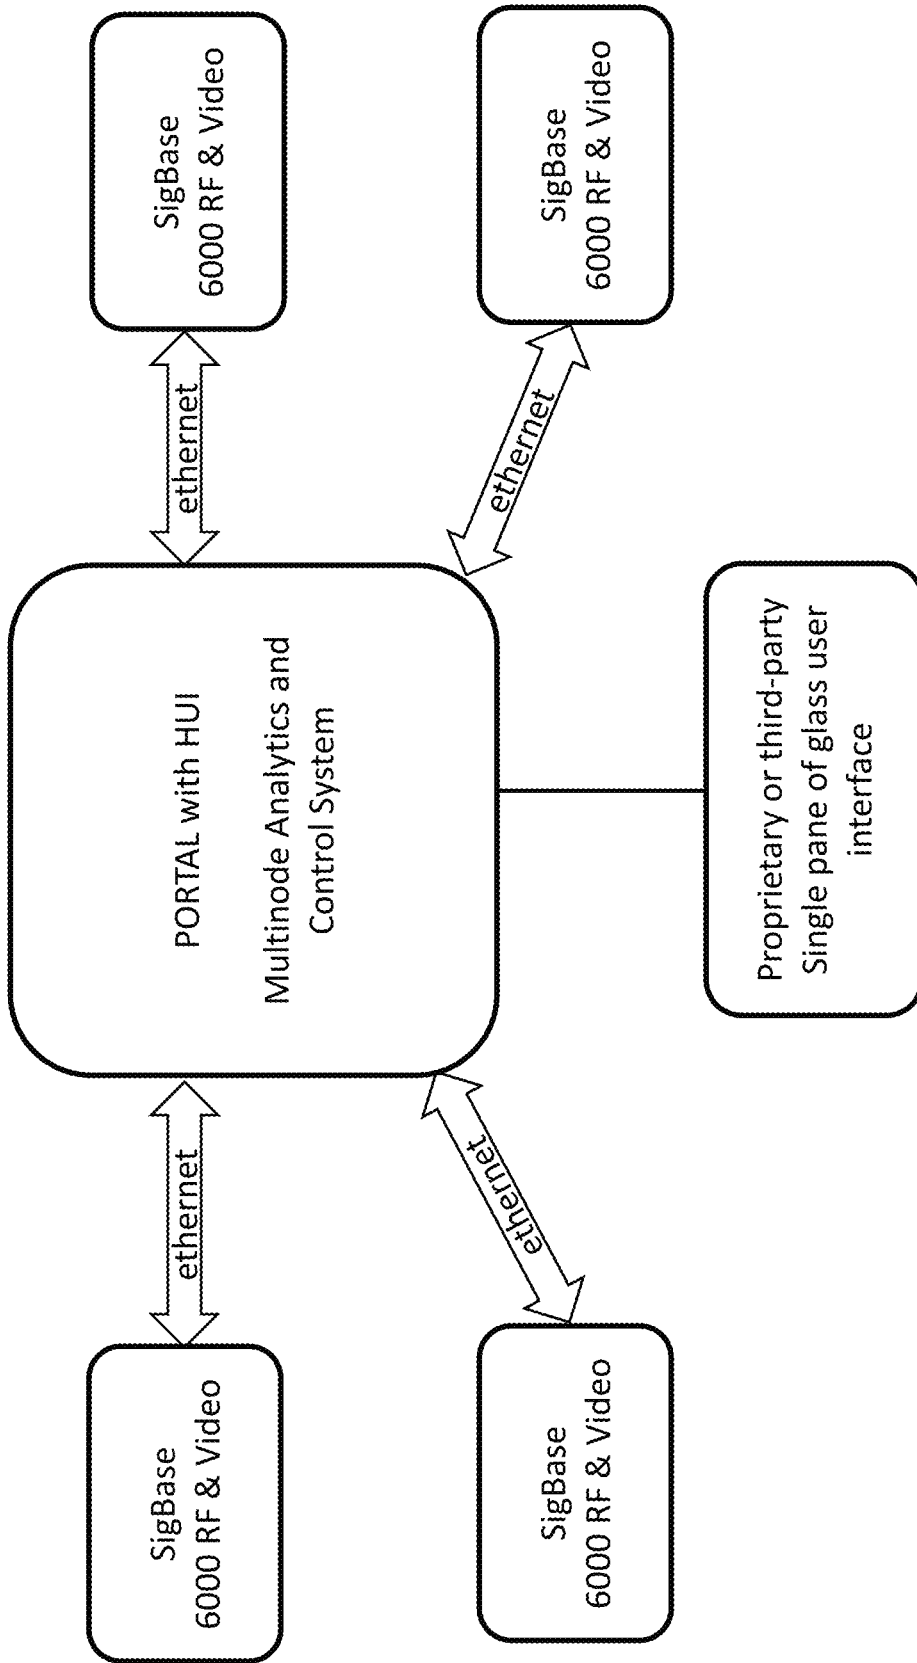 SigBase
6000 RF & Video
ethernet
PORTAL with HUI
Multinode Analytics and
Control System
ethernet
SigBase
6000 RF & Video
SigBase
6000 RF & Video
ethernet
ethernet
SigBase
6000 RF & Video
Proprietary or third-party
Single pane of glass user
interface